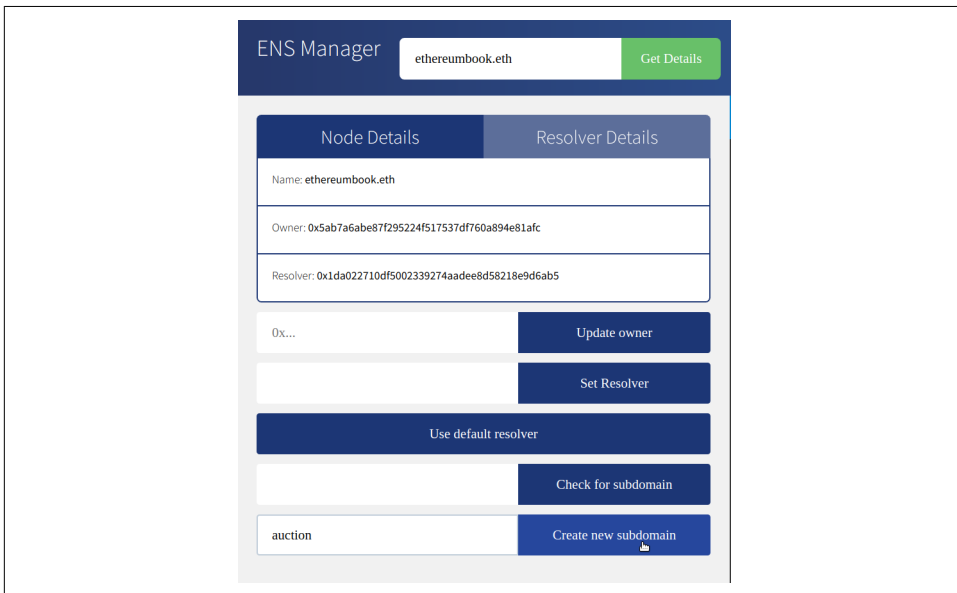 ENS Manager
ethereumbook.eth
Get Details
Node Details
Resolver Details
Name: ethereumbook.eth
Owner: 0x5ab7a6abe87f295224f517537df760a894e81afc
Resolver: 0x1da022710df5002339274aadee8d58218e9d6ab5
0x...
Update owner
Set Resolver
Use default resolver
Check for subdomain
auction
Create new subdomain